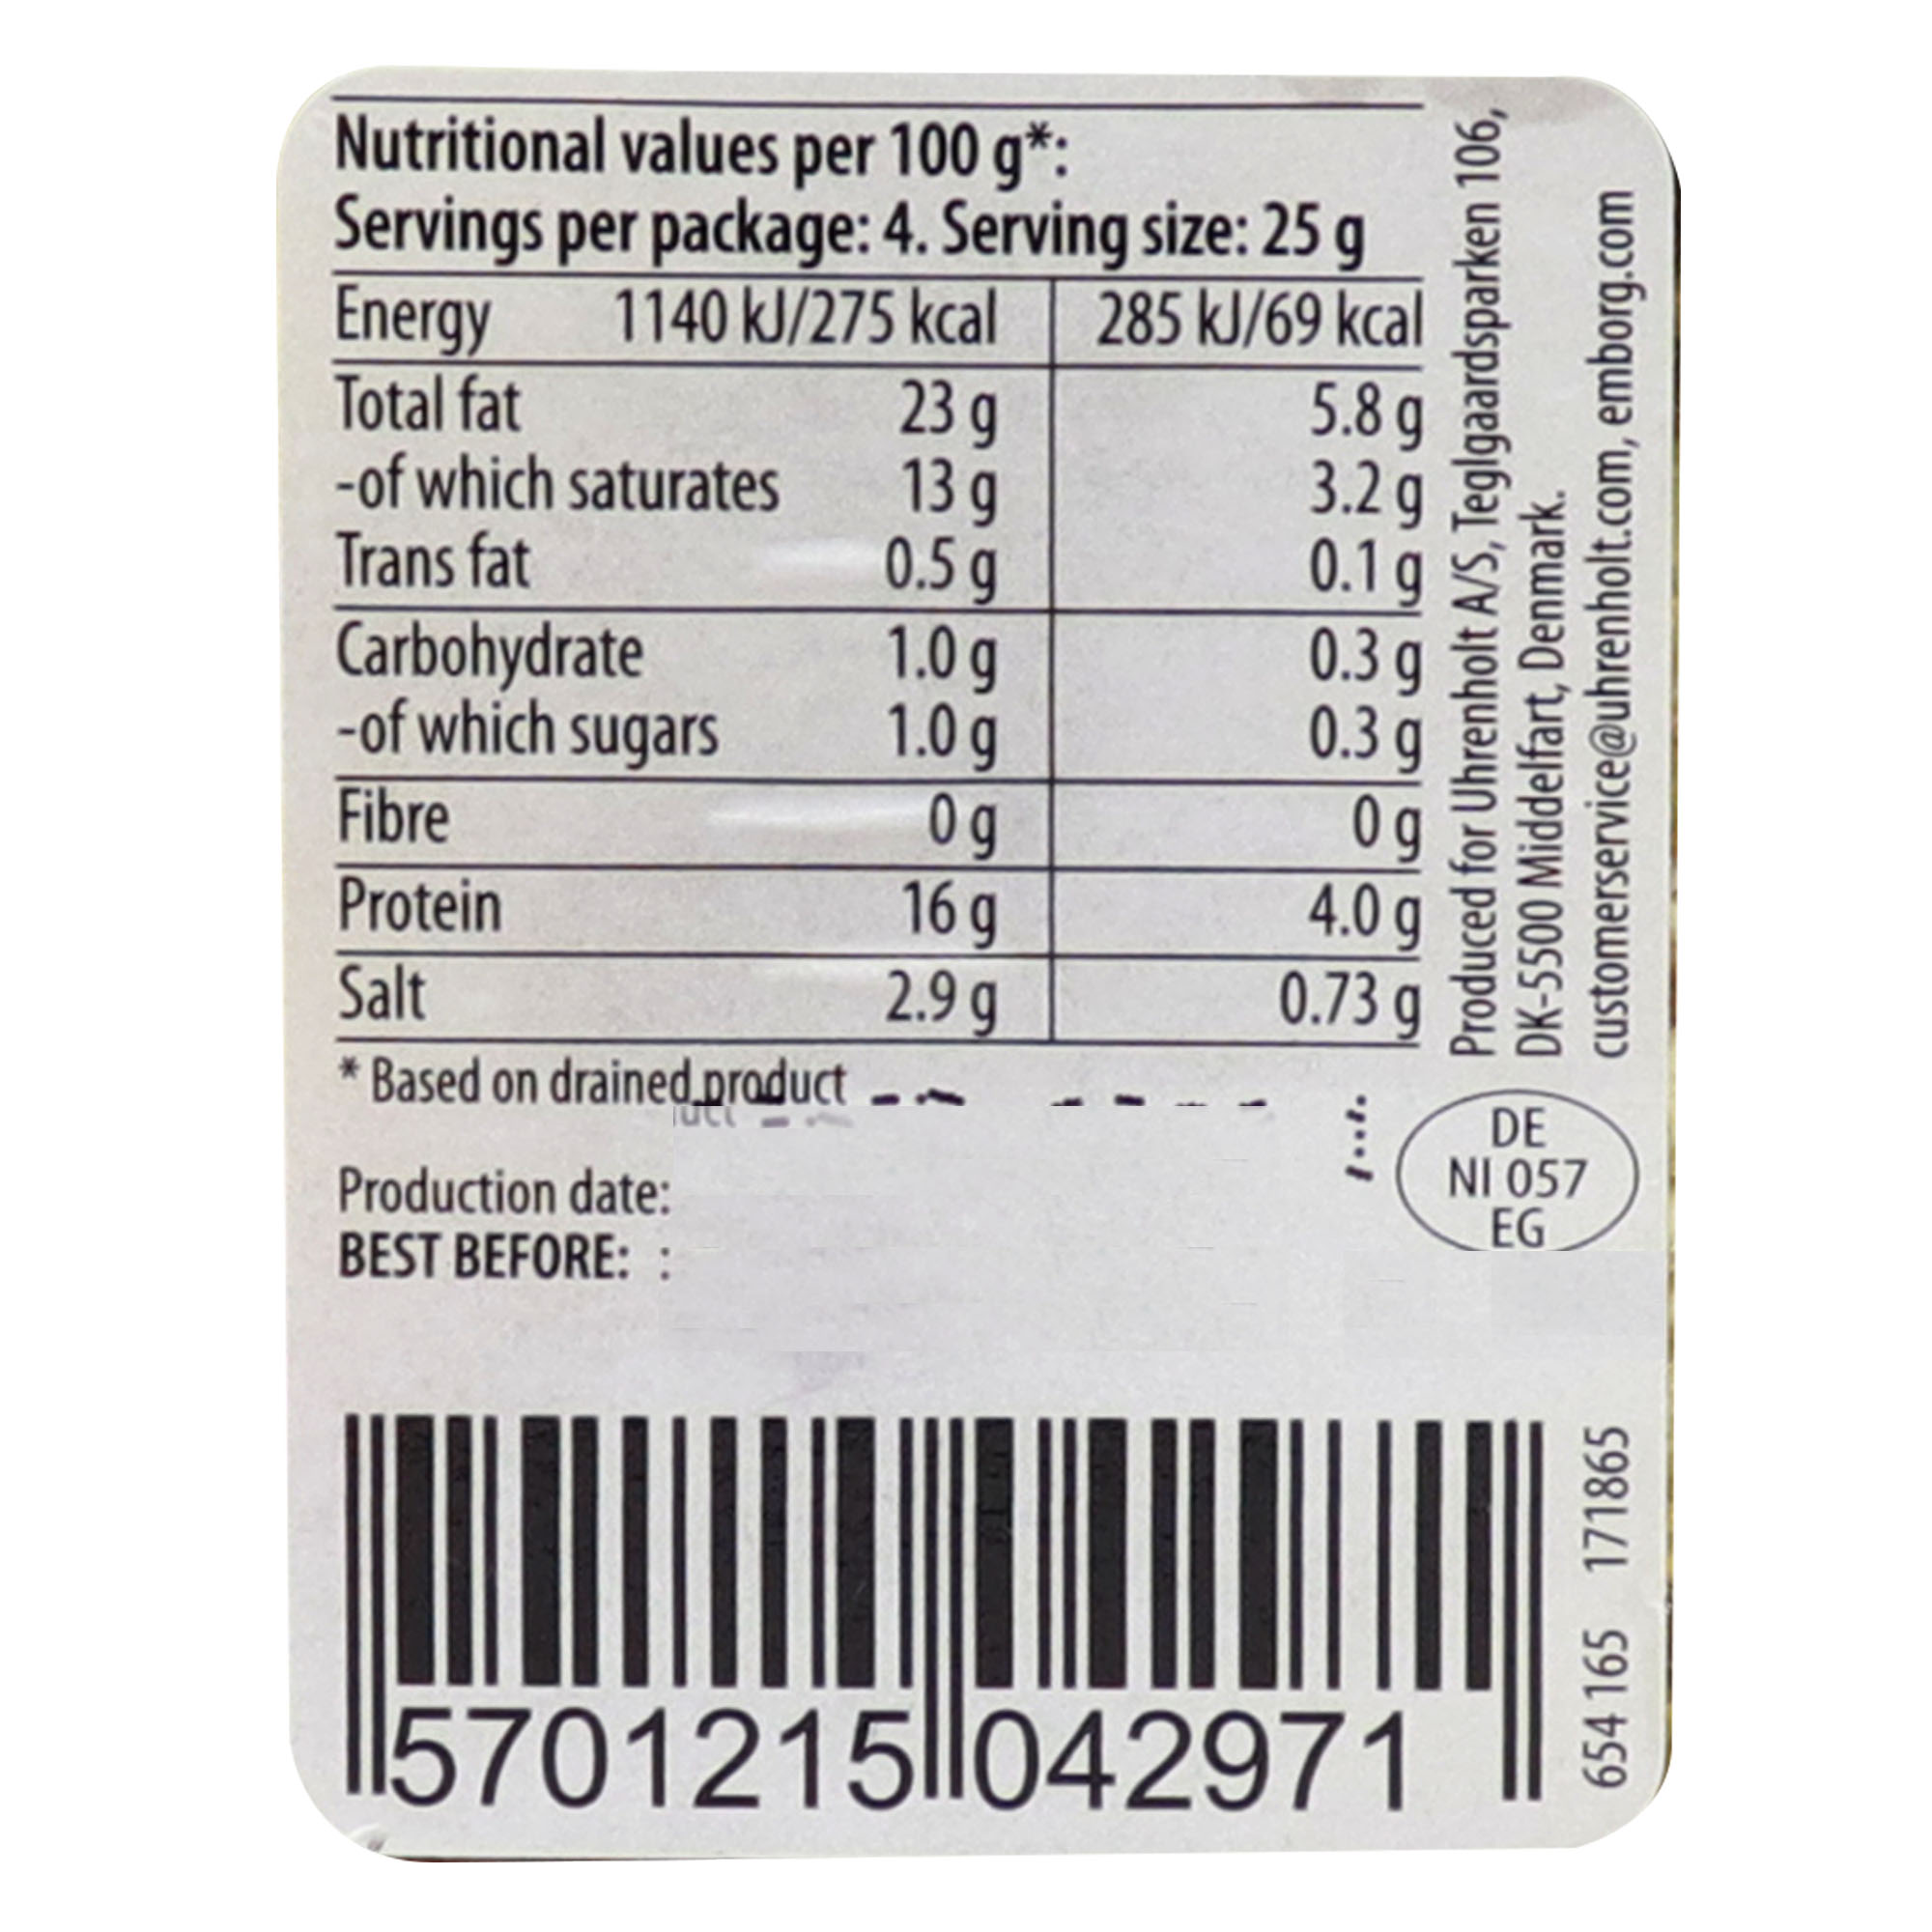 Nutritional values per 100 g*:
Servings per package: 4. Serving size: 25 g
Energy 1140 kJ/275 kcal 285 kJ/69 kcal
Total fat 23 g 5.8 g
-of which saturates 13 g 3.2 g
Trans fat 0.5 g 0.1 g
Carbohydrate 1.0 g 0.3 g
-of which sugars 1.0 g 0.3 g
Fibre 0 g 0 g
Protein 16 g 4.0 g
Salt 2.9 g 0.73 g
* Based on drained product
Production date:
BEST BEFORE: :
Produced for Uhrenholt A/S, Teglgaardsparken 106,
DK-5500 Middelfart, Denmark.
customerservice@uhrenholt.com, emborg.com
DE
NI 057
EG
5701215 042971
654 165 171865